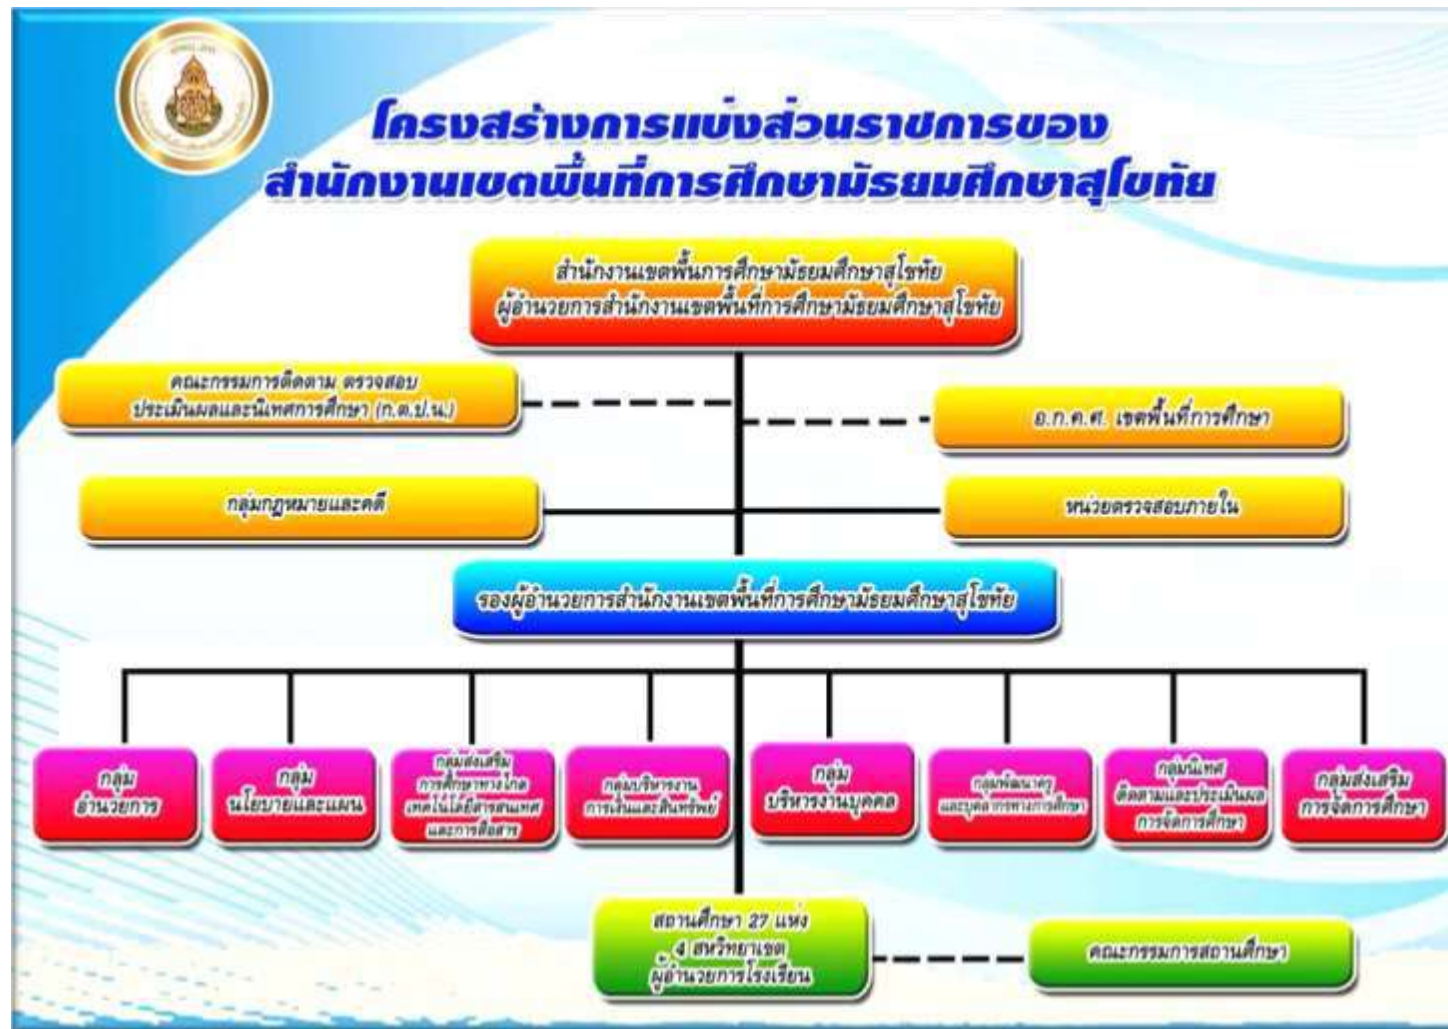 โครงสร้างการแบ่งส่วนราชการของ
สำนักงานเขตพื้นที่การศึกษามัธยมศึกษาสุโขทัย
สำนักงานเขตพื้นการศึกษามัธยมศึกษาสุโขทัย
ผู้อำนวยการสำนักงานเขตพื้นที่การศึกษามัธยมศึกษาสุโขทัย
คณะกรรมการติดตาม ตรวจสอบ
ประเมินผลและนิเทศการศึกษา (ก.ต.ป.น.)
อ.ก.ค.ศ. เขตพื้นที่การศึกษา
กลุ่มกฎหมายและคดี
หน่วยตรวจสอบภายใน
รองผู้อำนวยการสำนักงานเขตพื้นที่การศึกษามัธยมศึกษาสุโขทัย
กลุ่ม
อำนวยการ
กลุ่ม
นโยบายและแผน
กลุ่มส่งเสริม
การศึกษาทางไกล
เทคโนโลยีสารสนเทศ
และการสื่อสาร
กลุ่มบริหารงาน
การเงินและสินทรัพย์
กลุ่ม
บริหารงานบุคคล
กลุ่มพัฒนาครู
และบุคลากรทางการศึกษา
กลุ่มนิเทศ
ติดตามและประเมินผล
การจัดการศึกษา
กลุ่มส่งเสริม
การจัดการศึกษา
สถานศึกษา 27 แห่ง
4 สหวิทยาเขต
ผู้อำนวยการโรงเรียน
คณะกรรมการสถานศึกษา